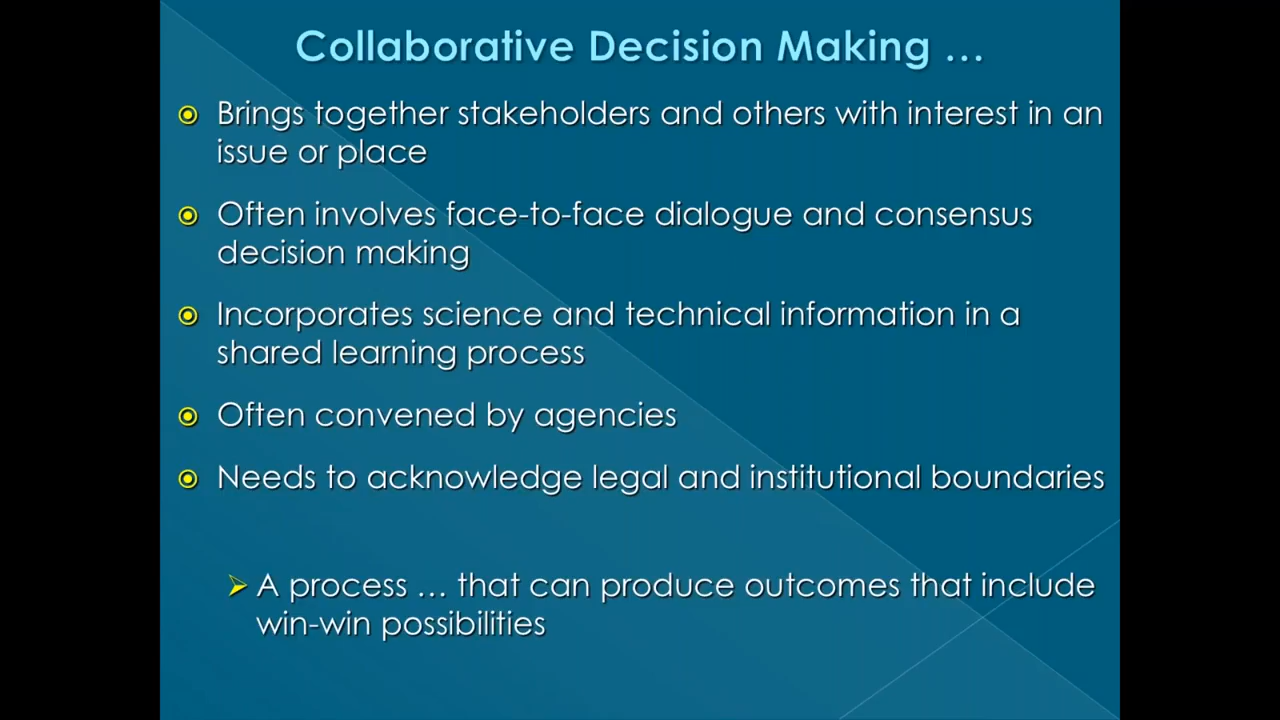 Collaborative Decision Making …
Brings together stakeholders and others with interest in an
issue or place
Often involves face-to-face dialogue and consensus
decision making
Incorporates science and technical information in a
shared learning process
Often convened by agencies
Needs to acknowledge legal and institutional boundaries
A process … that can produce outcomes that include
win-win possibilities